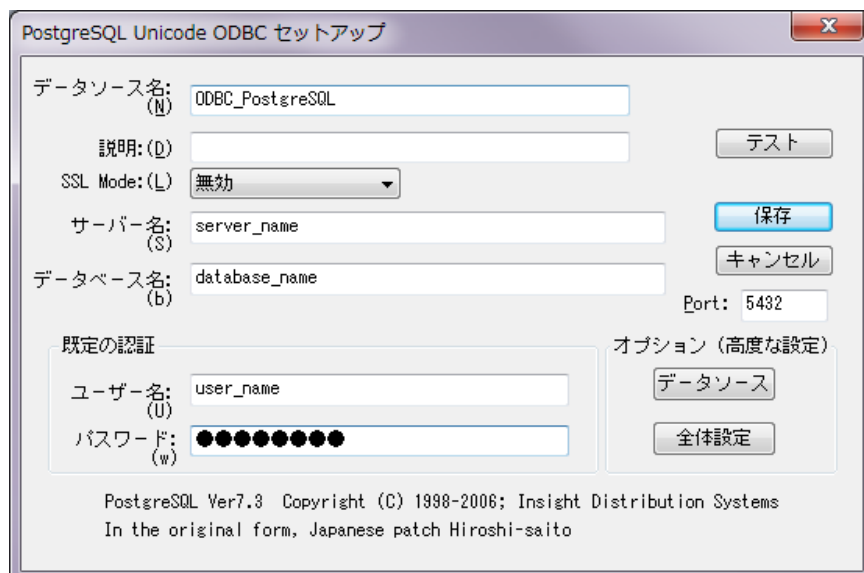 PostgreSQL Unicode ODBC セットアップ
データソース名:
(N)
ODBC_PostgreSQL
説明:(D)
テスト
SSL Mode:(L)
無効
サーバー名:
(S)
server_name
保存
キャンセル
データベース名:
(b)
database_name
Port:
5432
既定の認証
オプション (高度な設定)
ユーザー名:
(U)
user_name
データソース
パスワード:
(w)
●●●●●●●●
全体設定
PostgreSQL Ver7.3 Copyright (C) 1998-2006; Insight Distribution Systems
In the original form, Japanese patch Hiroshi-saito